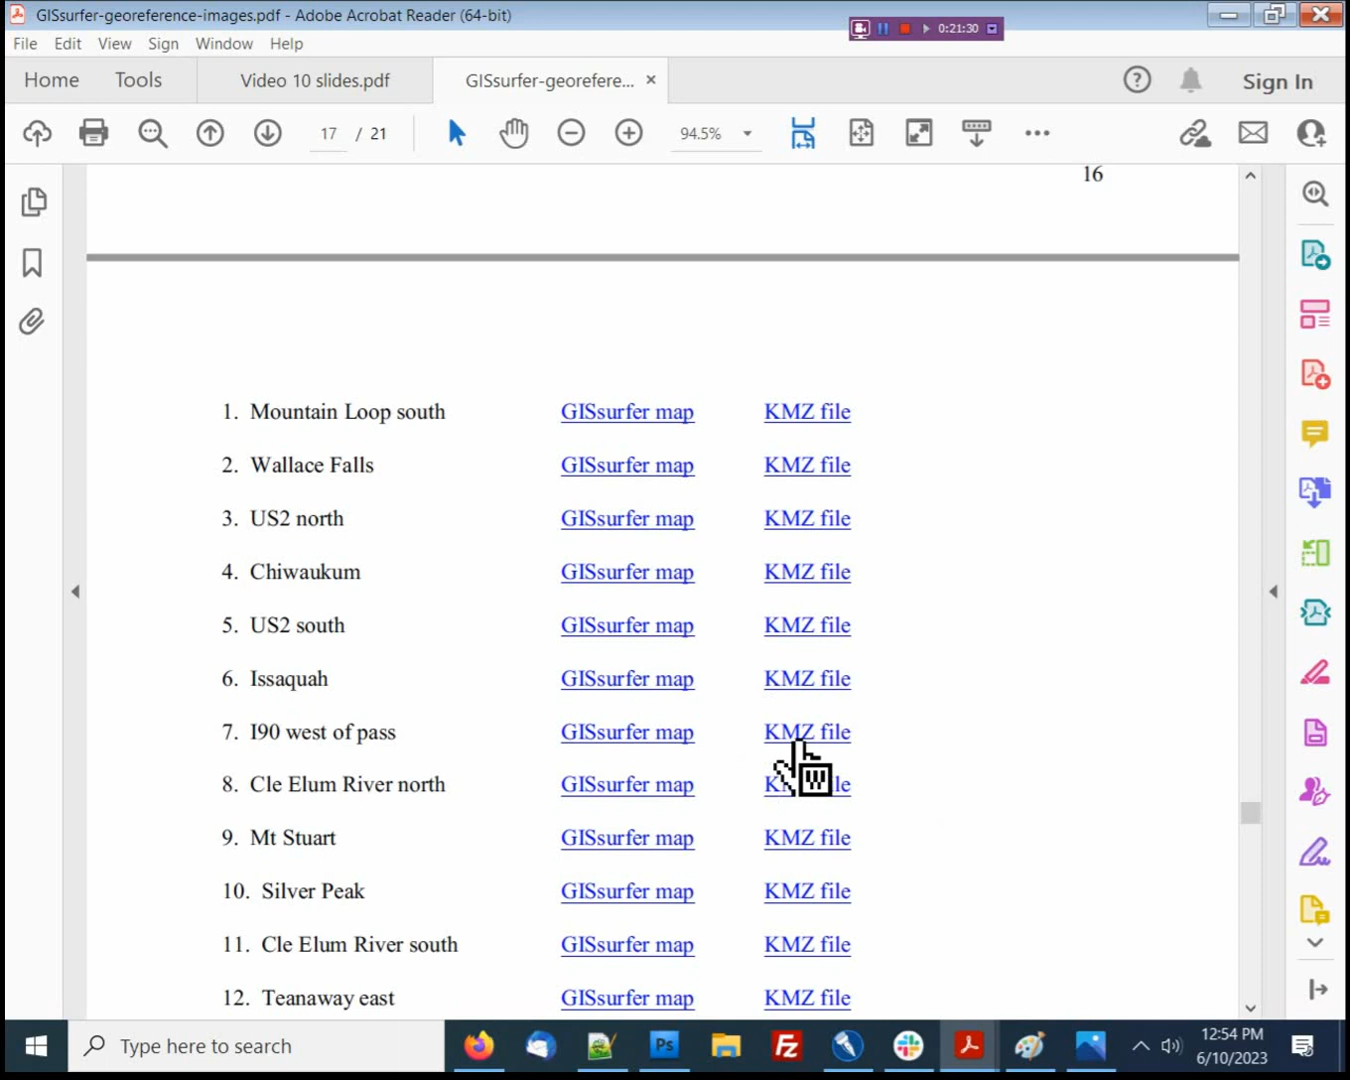 GISsurfer-georeference-images.pdf - Adobe Acrobat Reader (64-bit)
0:21:30
File Edit View Sign Window Help
Home Tools Video 10 slides.pdf GISsurfer-georefere... Sign In
17 / 21 94.5%
16
1. Mountain Loop south GISsurfer map KMZ file
2. Wallace Falls GISsurfer map KMZ file
3. US2 north GISsurfer map KMZ file
4. Chiwaukum GISsurfer map KMZ file
5. US2 south GISsurfer map KMZ file
6. Issaquah GISsurfer map KMZ file
7. I90 west of pass GISsurfer map KMZ file
8. Cle Elum River north GISsurfer map
9. Mt Stuart GISsurfer map KMZ file
10. Silver Peak GISsurfer map KMZ file
11. Cle Elum River south GISsurfer map KMZ file
12. Teanaway east GISsurfer map KMZ file
Type here to search Ps Fz 12:54 PM
6/10/2023